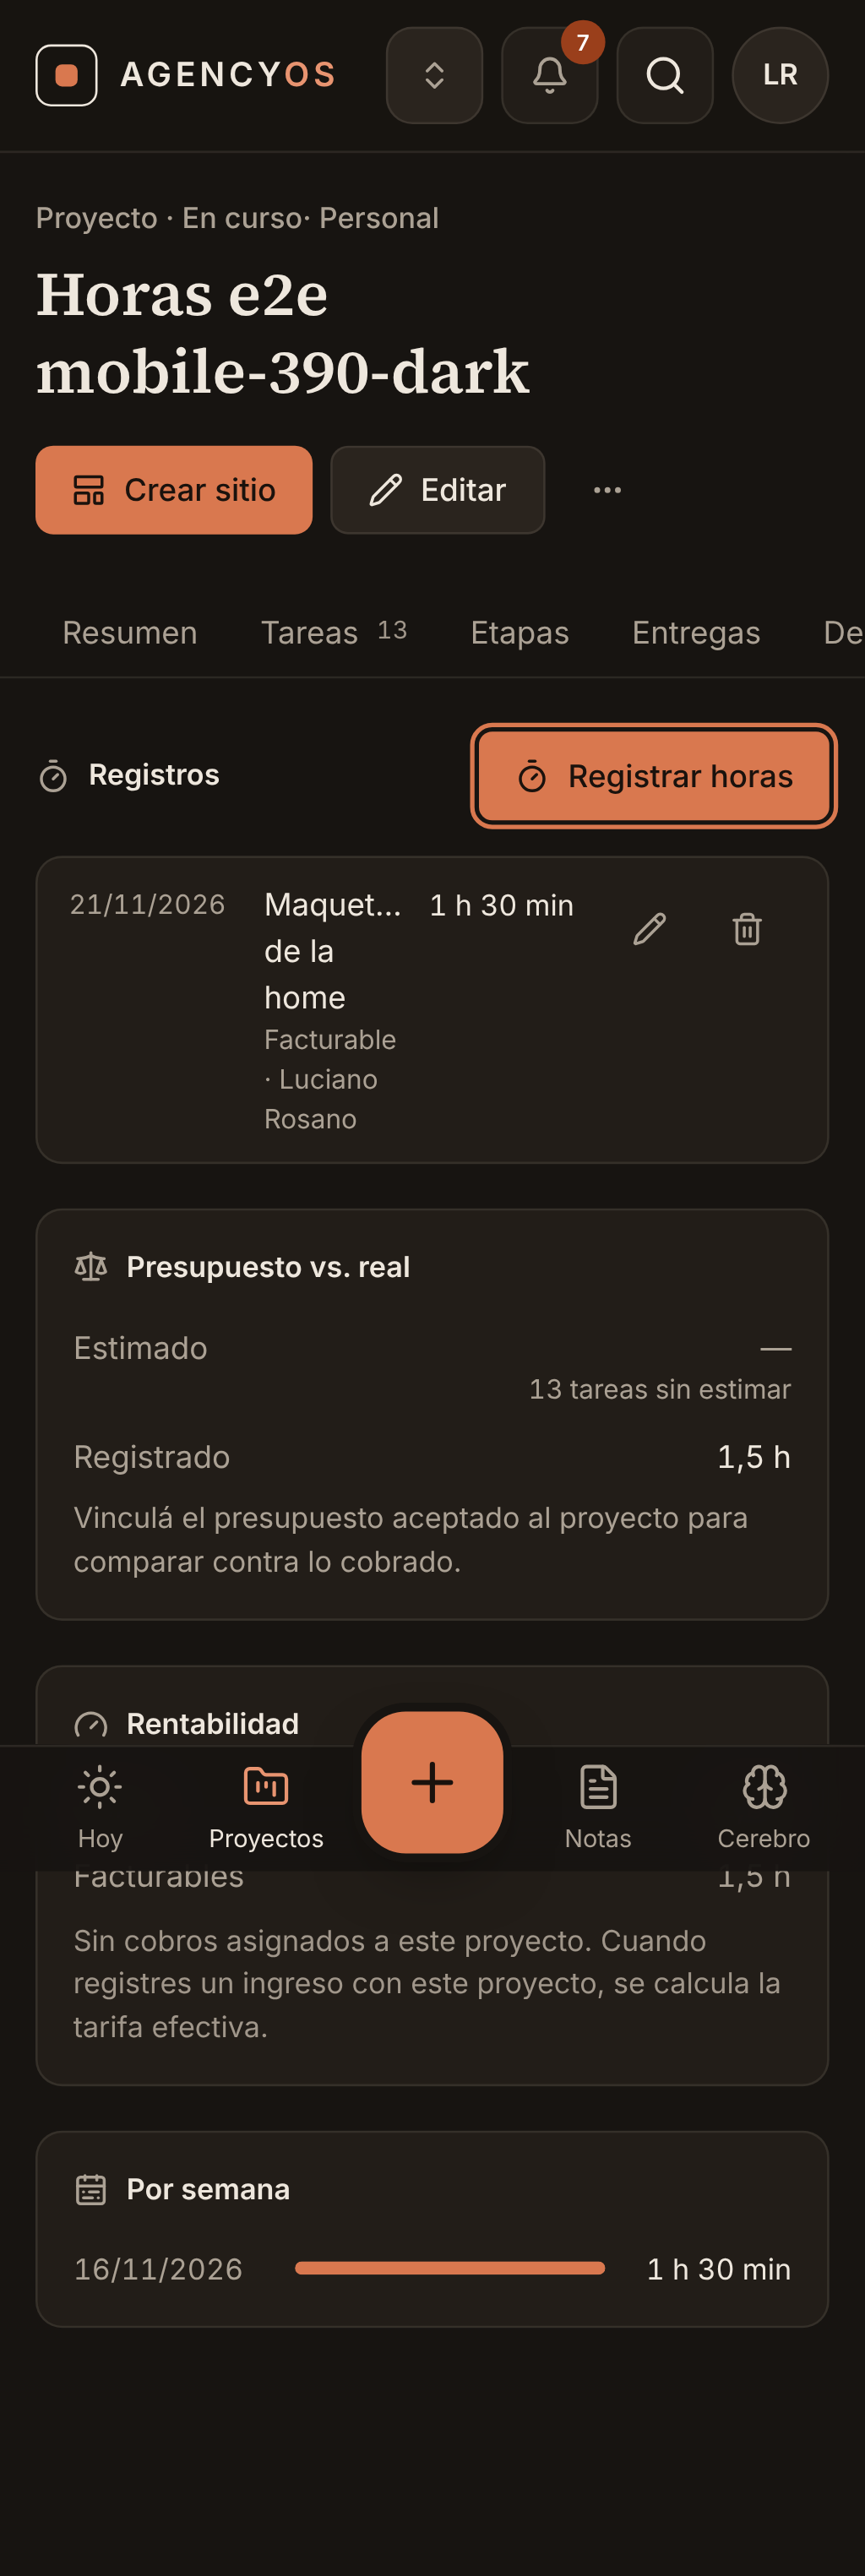 AGENCYOS
7
LR
Proyecto · En curso· Personal
Horas e2e
mobile-390-dark
Crear sitio
Editar
Resumen
Tareas 13
Etapas
Entregas
De
Registros
Registrar horas
21/11/2026
Maquet...
de la
home
1 h 30 min
Facturable
· Luciano
Rosano
Presupuesto vs. real
Estimado
—
13 tareas sin estimar
Registrado
1,5 h
Vinculá el presupuesto aceptado al proyecto para
comparar contra lo cobrado.
Rentabilidad
Hoy
Proyectos
Notas
Cerebro
Facturables
1,5 h
Sin cobros asignados a este proyecto. Cuando
registres un ingreso con este proyecto, se calcula la
tarifa efectiva.
Por semana
16/11/2026
1 h 30 min